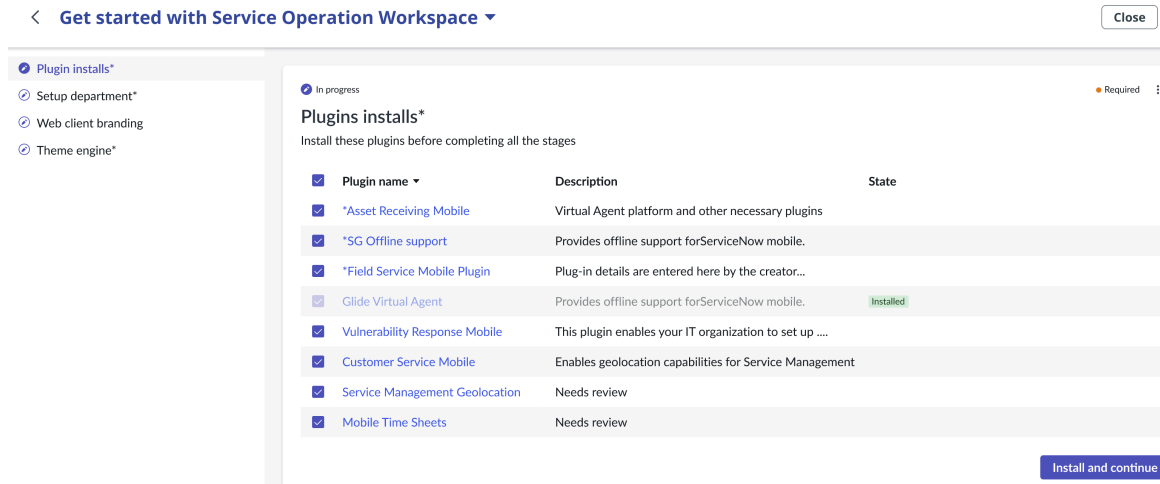 Get started with Service Operation Workspace
Close
Plugin installs*
Setup department*
Web client branding
Theme engine*
In progress
Required
Plugins installs*
Install these plugins before completing all the stages
Plugin name Description State
*Asset Receiving Mobile Virtual Agent platform and other necessary plugins
*SG Offline support Provides offline support forServiceNow mobile.
*Field Service Mobile Plugin Plug-in details are entered here by the creator...
Glide Virtual Agent Provides offline support forServiceNow mobile. Installed
Vulnerability Response Mobile This plugin enables your IT organization to set up ....
Customer Service Mobile Enables geolocation capabilities for Service Management
Service Management Geolocation Needs review
Mobile Time Sheets Needs review
Install and continue